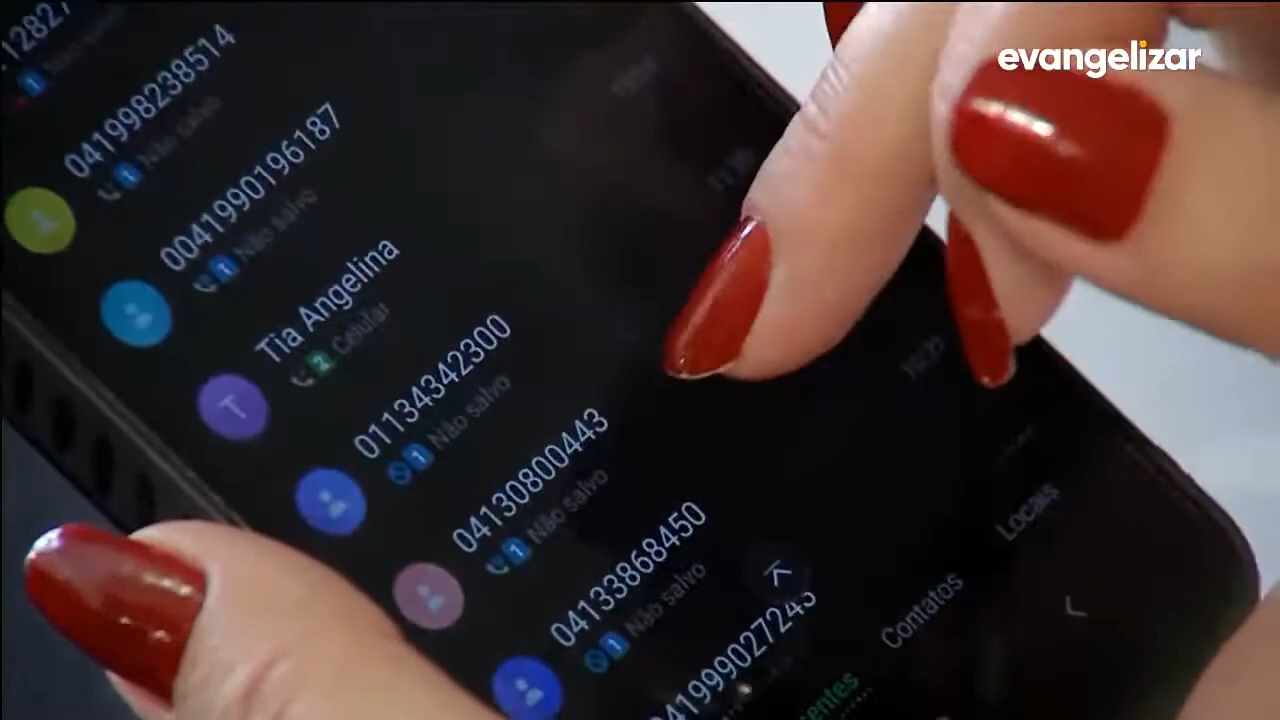 evangelizar
041998238514
Não salvo
0041990196187
Não salvo
Tia Angelina
Celular
T
01134342300
Não salvo
04130800443
Não salvo
04133868450
Não salvo
Locais
Contatos